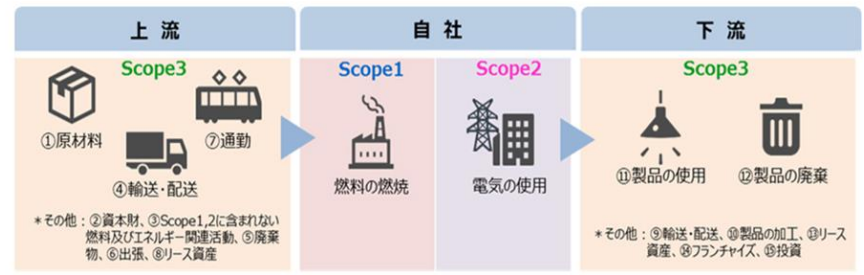 上流
自社
下流
Scope3
①原材料
⑦通勤
④輸送・配送
*その他：②資本財、③Scope1,2に含まれない
燃料及びエネルギー関連活動、⑤廃棄
物、⑥出張、⑧リース資産
Scope1
燃料の燃焼
Scope2
電気の使用
Scope3
⑪製品の使用
⑫製品の廃棄
*その他：⑨輸送・配送、⑩製品の加工、⑬リース
資産、⑭フランチャイズ、⑮投資